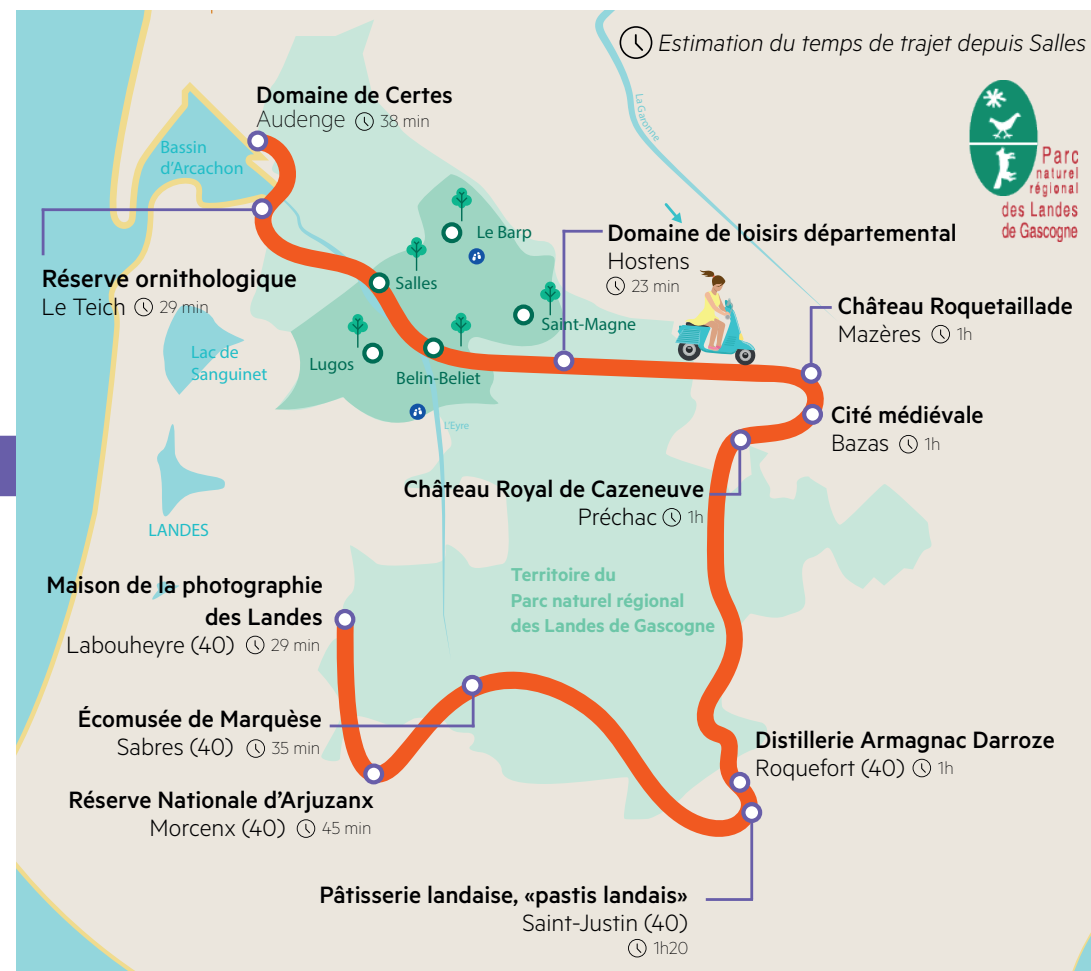 Estimation du temps de trajet depuis Salles
Domaine de Certes
Audenge 38 min
Bassin
d'Arcachon
La Garonne
Parc
naturel
régional
des Landes
de Gascogne
Le Barp
Domaine de loisirs départemental
Hostens
23 min
Réserve ornithologique
Le Teich 29 min
Salles
Château Roquetaillade
Mazères 1h
Saint-Magne
Lac de
Sanguinet
Lugos
Belin-Beliet
Cité médiévale
Bazas 1h
L'Eyre
Château Royal de Cazeneuve
Préchac 1h
LANDES
Maison de la photographie
des Landes
Labouheyre (40) 29 min
Territoire du
Parc naturel régional
des Landes de Gascogne
Écomusée de Marquèse
Sabres (40) 35 min
Distillerie Armagnac Darroze
Roquefort (40) 1h
Réserve Nationale d'Arjuzanx
Morcenx (40) 45 min
Pâtisserie landaise, «pastis landais»
Saint-Justin (40)
1h20